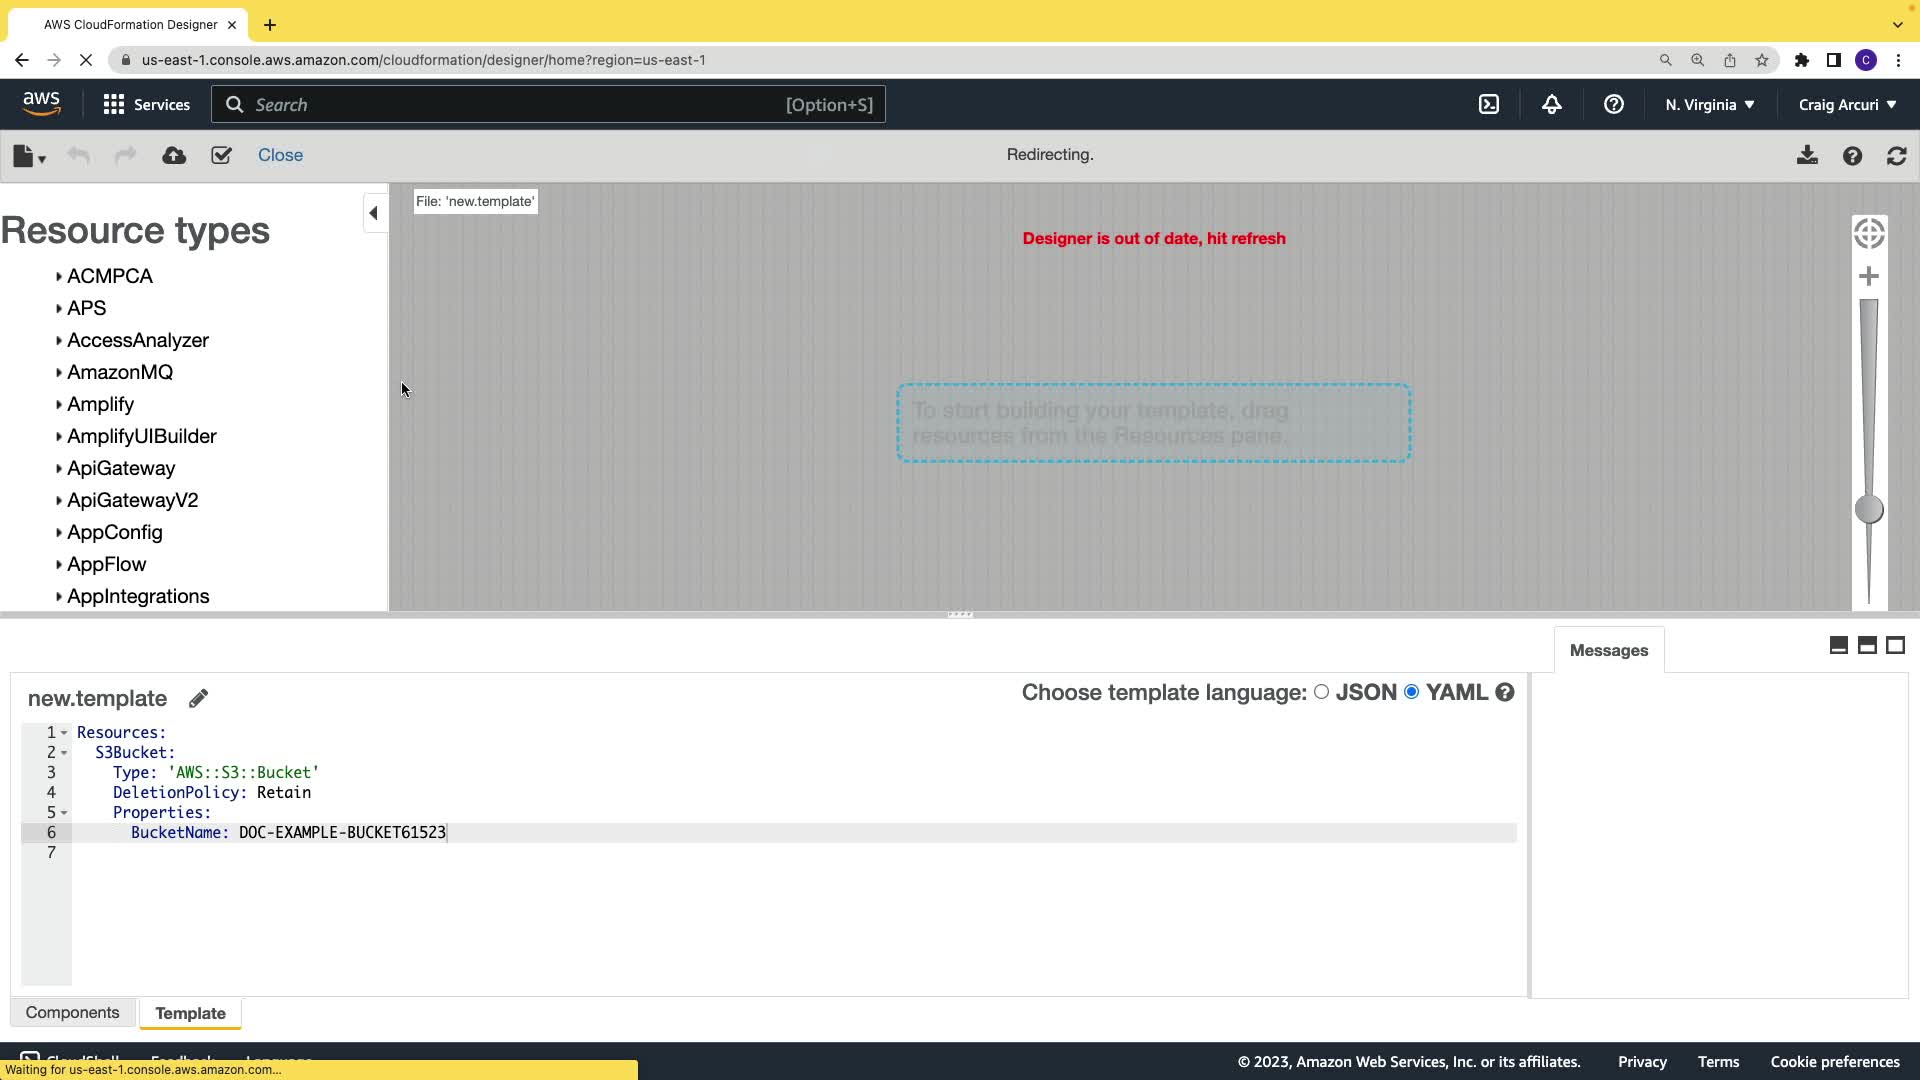 AWS CloudFormation Designer
us-east-1.console.aws.amazon.com/cloudformation/designer/home?region=us-east-1
C
aws
Services
Search
[Option+S]
N. Virginia
Craig Arcuri
Close
Redirecting.
File: 'new.template'
Resource types
Designer is out of date, hit refresh
ACMPCA
APS
AccessAnalyzer
AmazonMQ
Amplify
AmplifyUIBuilder
ApiGateway
ApiGatewayV2
AppConfig
AppFlow
AppIntegrations
To start building your template, drag
resources from the Resources pane.
Messages
new.template
Choose template language: JSON YAML
1 Resources:
2 S3Bucket:
3 Type: 'AWS::S3::Bucket'
4 DeletionPolicy: Retain
5 Properties:
6 BucketName: DOC-EXAMPLE-BUCKET61523
7
Components
Template
CloudShell Feedback Language
© 2023, Amazon Web Services, Inc. or its affiliates.
Privacy
Terms
Cookie preferences
Waiting for us-east-1.console.aws.amazon.com...